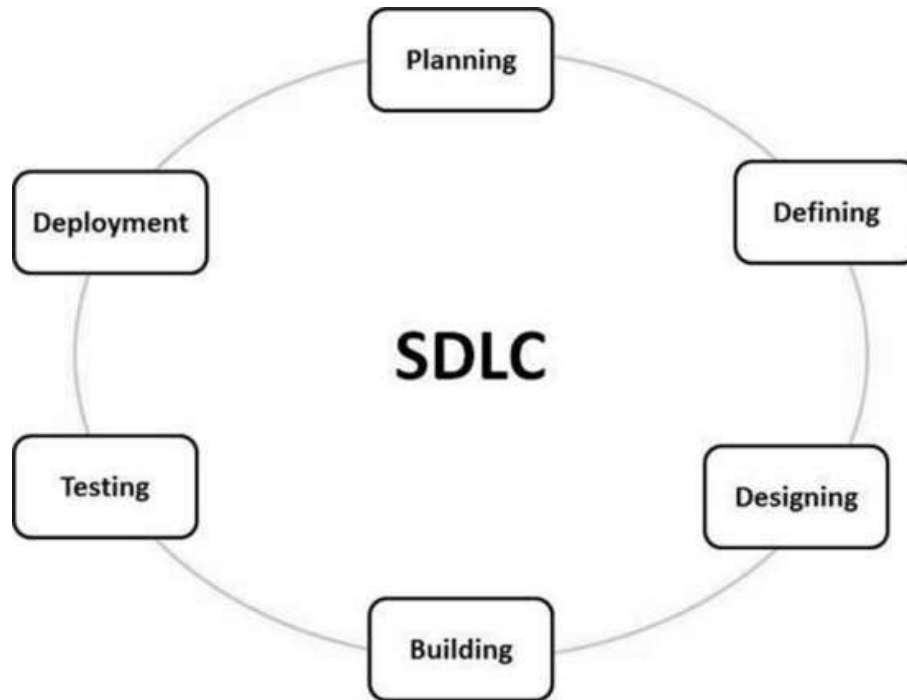 Planning
Defining
Designing
Building
Testing
Deployment
SDLC